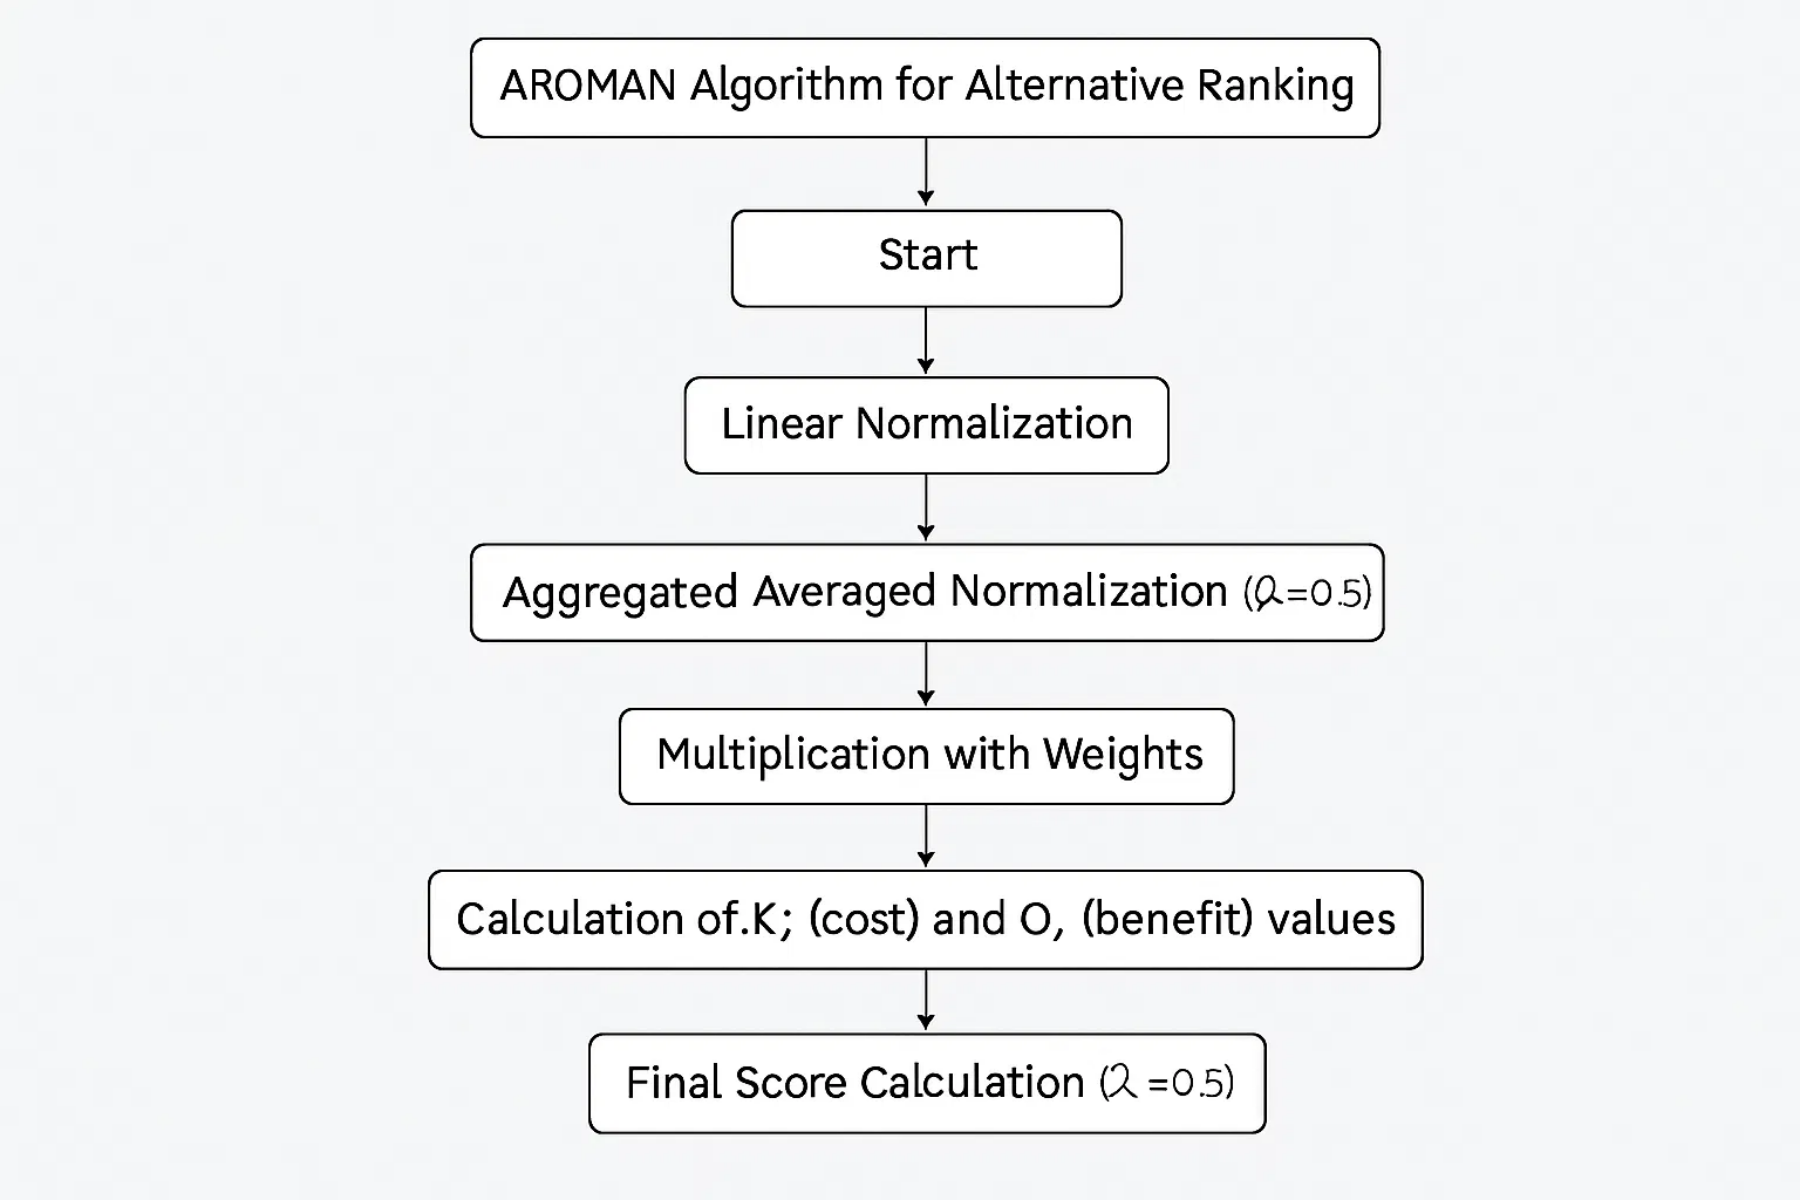 AROMAN Algorithm for Alternative Ranking
Start
Linear Normalization
Aggregated Averaged Normalization (λ=0.5)
Multiplication with Weights
Calculation of.K; (cost) and O, (benefit) values
Final Score Calculation (λ =0.5)